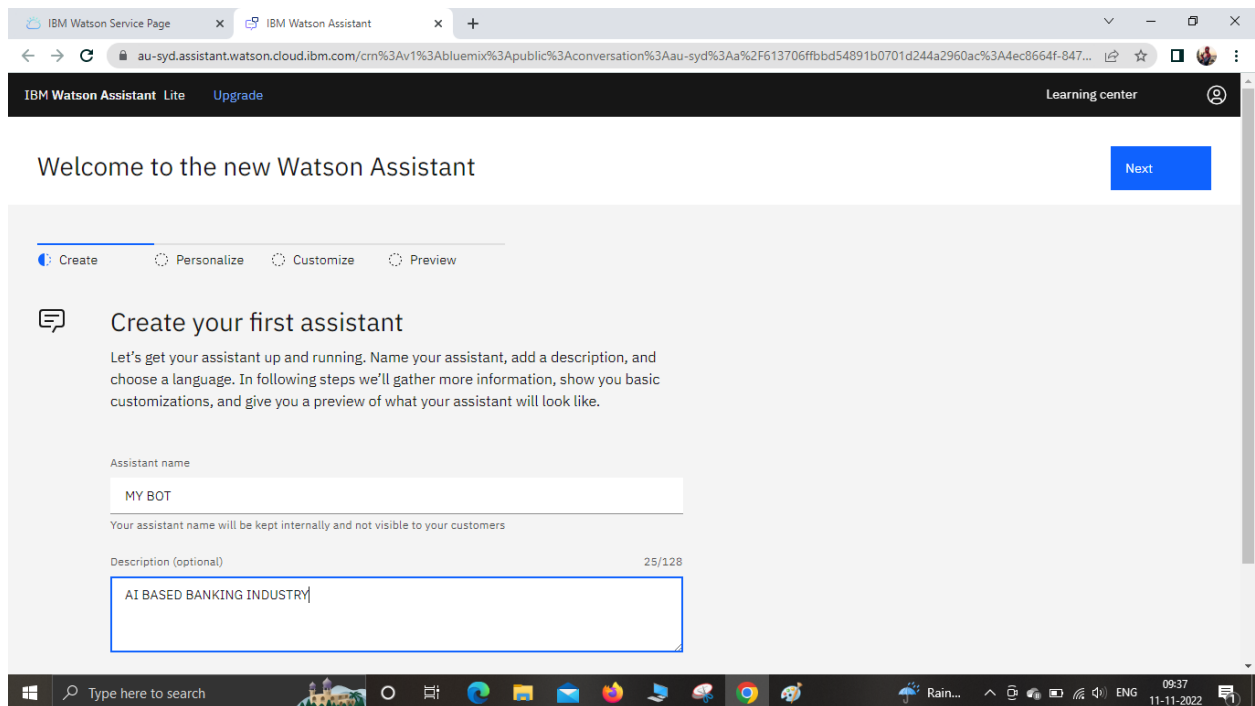 IBM Watson Service Page
IBM Watson Assistant
au-syd.assistant.watson.cloud.ibm.com/crn%3Av1%3Abluemix%3Apublic%3Aconversation%3Aau-syd%3Aa%2F613706ffbbd54891b0701d244a2960ac%3A4ec8664f-847...
IBM Watson Assistant Lite Upgrade Learning center
Welcome to the new Watson Assistant
Next
Create Personalize Customize Preview
Create your first assistant
Let's get your assistant up and running. Name your assistant, add a description, and
choose a language. In following steps we'll gather more information, show you basic
customizations, and give you a preview of what your assistant will look like.
Assistant name
MY BOT
Your assistant name will be kept internally and not visible to your customers
Description (optional) 25/128
AI BASED BANKING INDUSTRY
Type here to search
Rain...
ENG
09:37
11-11-2022